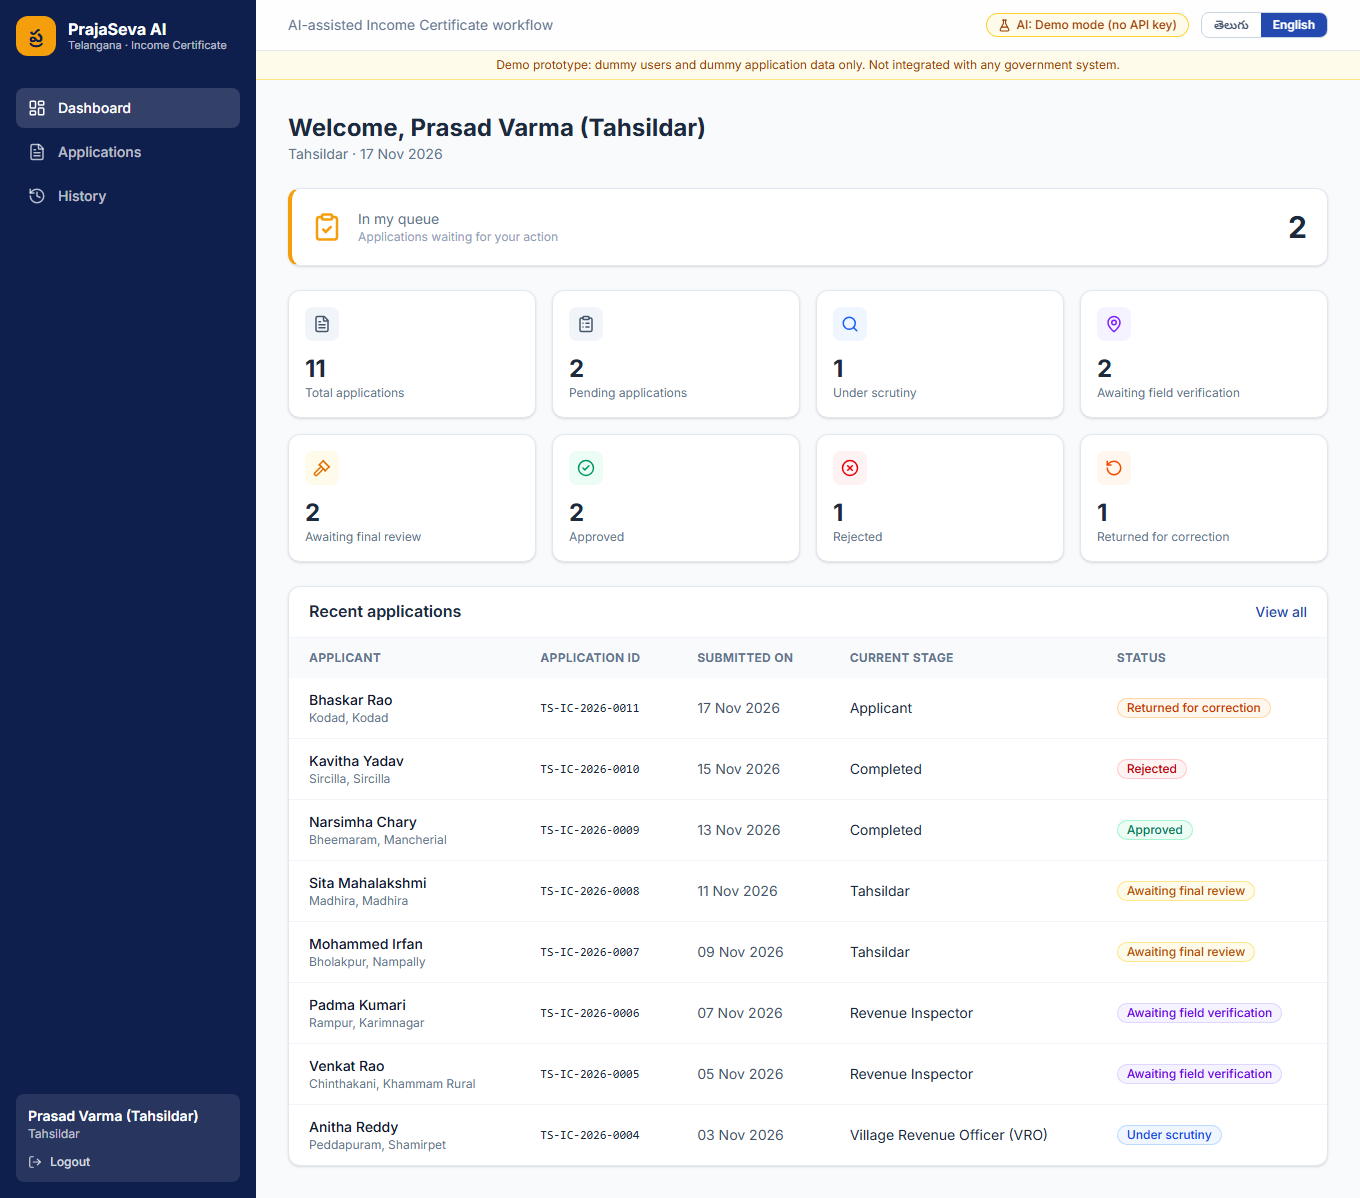 ప్ర
PrajaSeva AI
Telangana · Income Certificate
Dashboard
Applications
History
Prasad Varma (Tahsildar)
Tahsildar
Logout
AI-assisted Income Certificate workflow
AI: Demo mode (no API key)
తెలుగు
English
Demo prototype: dummy users and dummy application data only. Not integrated with any government system.
Welcome, Prasad Varma (Tahsildar)
Tahsildar · 17 Nov 2026
In my queue
Applications waiting for your action
2
11
Total applications
2
Pending applications
1
Under scrutiny
2
Awaiting field verification
2
Awaiting final review
2
Approved
1
Rejected
1
Returned for correction
Recent applications
View all
APPLICANT APPLICATION ID SUBMITTED ON CURRENT STAGE STATUS
Bhaskar Rao
Kodad, Kodad
TS-IC-2026-0011 17 Nov 2026 Applicant Returned for correction
Kavitha Yadav
Sircilla, Sircilla
TS-IC-2026-0010 15 Nov 2026 Completed Rejected
Narsimha Chary
Bheemaram, Mancherial
TS-IC-2026-0009 13 Nov 2026 Completed Approved
Sita Mahalakshmi
Madhira, Madhira
TS-IC-2026-0008 11 Nov 2026 Tahsildar Awaiting final review
Mohammed Irfan
Bholakpur, Nampally
TS-IC-2026-0007 09 Nov 2026 Tahsildar Awaiting final review
Padma Kumari
Rampur, Karimnagar
TS-IC-2026-0006 07 Nov 2026 Revenue Inspector Awaiting field verification
Venkat Rao
Chinthakani, Khammam Rural
TS-IC-2026-0005 05 Nov 2026 Revenue Inspector Awaiting field verification
Anitha Reddy
Peddapuram, Shamirpet
TS-IC-2026-0004 03 Nov 2026 Village Revenue Officer (VRO) Under scrutiny